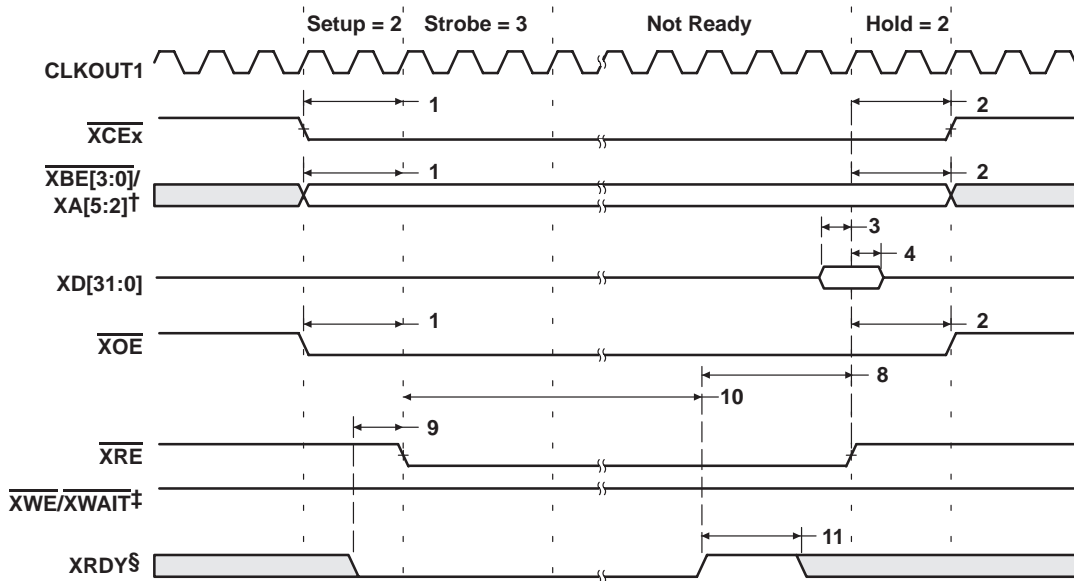 Setup = 2 Strobe = 3 Not Ready Hold = 2
CLKOUT1
1 2
XCEx
XBE[3:0]/ 1 2
XA[5:2]†
3
4
XD[31:0]
1 2
XOE
8
10
9
XRE
XWE/XWAIT‡
11
XRDY§